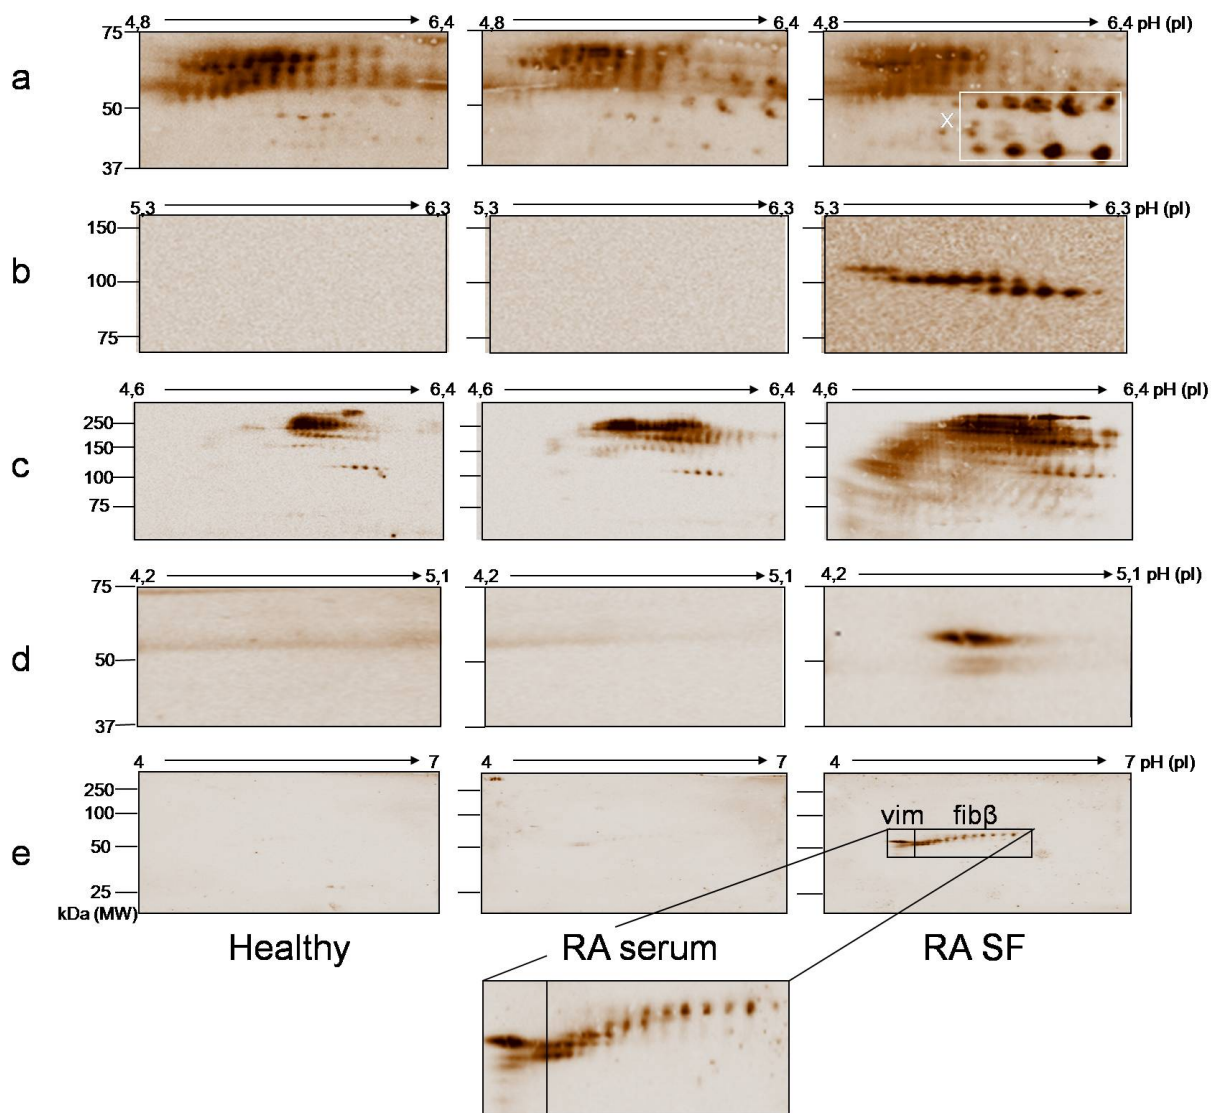 4,8 6,4 4,8 6,4 4,8 6,4 pH (pI)
75
a
50
X
37
5,3 6,3 5,3 6,3 5,3 6,3 pH (pI)
150
b
100
75
4,6 6,4 4,6 6,4 4,6 6,4 pH (pI)
250
150
c
100
75
4,2 5,1 4,2 5,1 4,2 5,1 pH (pI)
75
d
50
37
4 7 4 7 4 7 pH (pI)
250
100
vim fibβ
e
50
25
kDa (MW)
Healthy RA serum RA SF